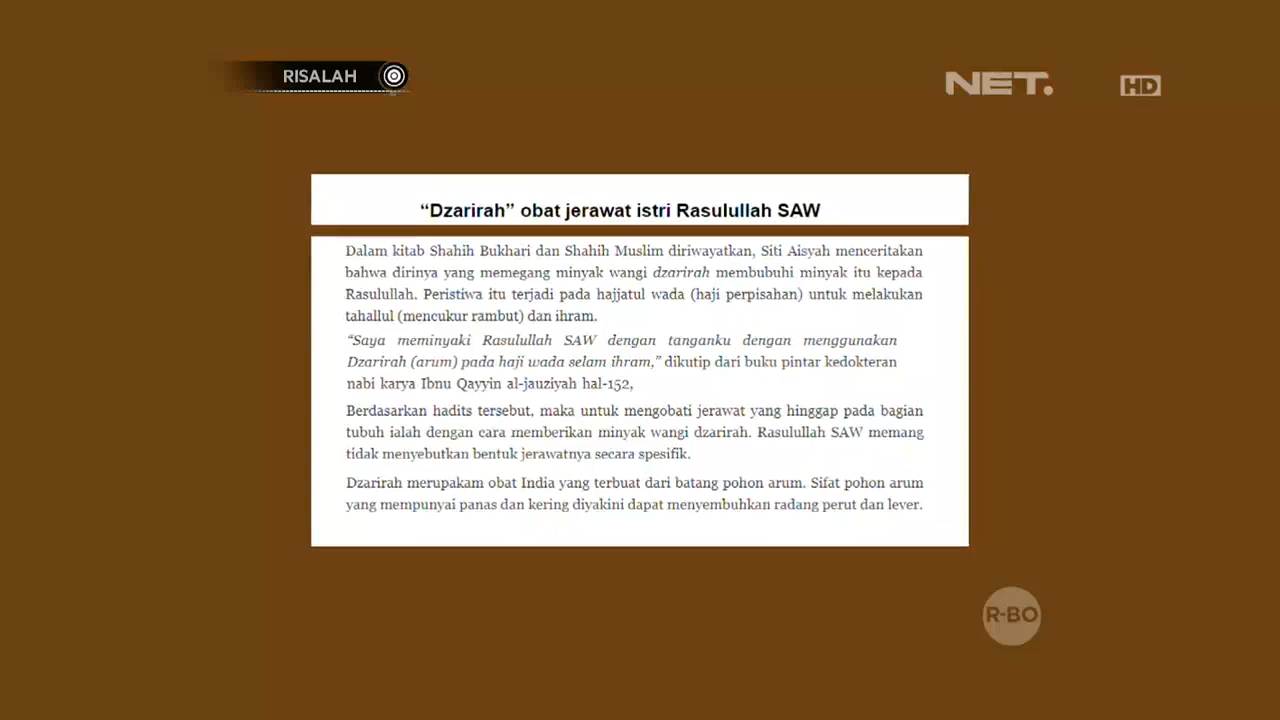 RISALAH
NET.
HD
“Dzarirah” obat jerawat istri Rasulullah SAW
Dalam kitab Shahih Bukhari dan Shahih Muslim diriwayatkan, Siti Aisyah menceritakan
bahwa dirinya yang memegang minyak wangi dzarirah membubuhi minyak itu kepada
Rasulullah. Peristiwa itu terjadi pada hajjatul wada (haji perpisahan) untuk melakukan
tahallul (mencukur rambut) dan ihram.
“Saya meminyaki Rasulullah SAW dengan tanganku dengan menggunakan
Dzarirah (arum) pada haji wada selam ihram,” dikutip dari buku pintar kedokteran
nabi karya Ibnu Qayyin al-jauziyah hal-152,
Berdasarkan hadits tersebut, maka untuk mengobati jerawat yang hinggap pada bagian
tubuh ialah dengan cara memberikan minyak wangi dzarirah. Rasulullah SAW memang
tidak menyebutkan bentuk jerawatnya secara spesifik.
Dzarirah merupakam obat India yang terbuat dari batang pohon arum. Sifat pohon arum
yang mempunyai panas dan kering diyakini dapat menyembuhkan radang perut dan lever.
R-BO